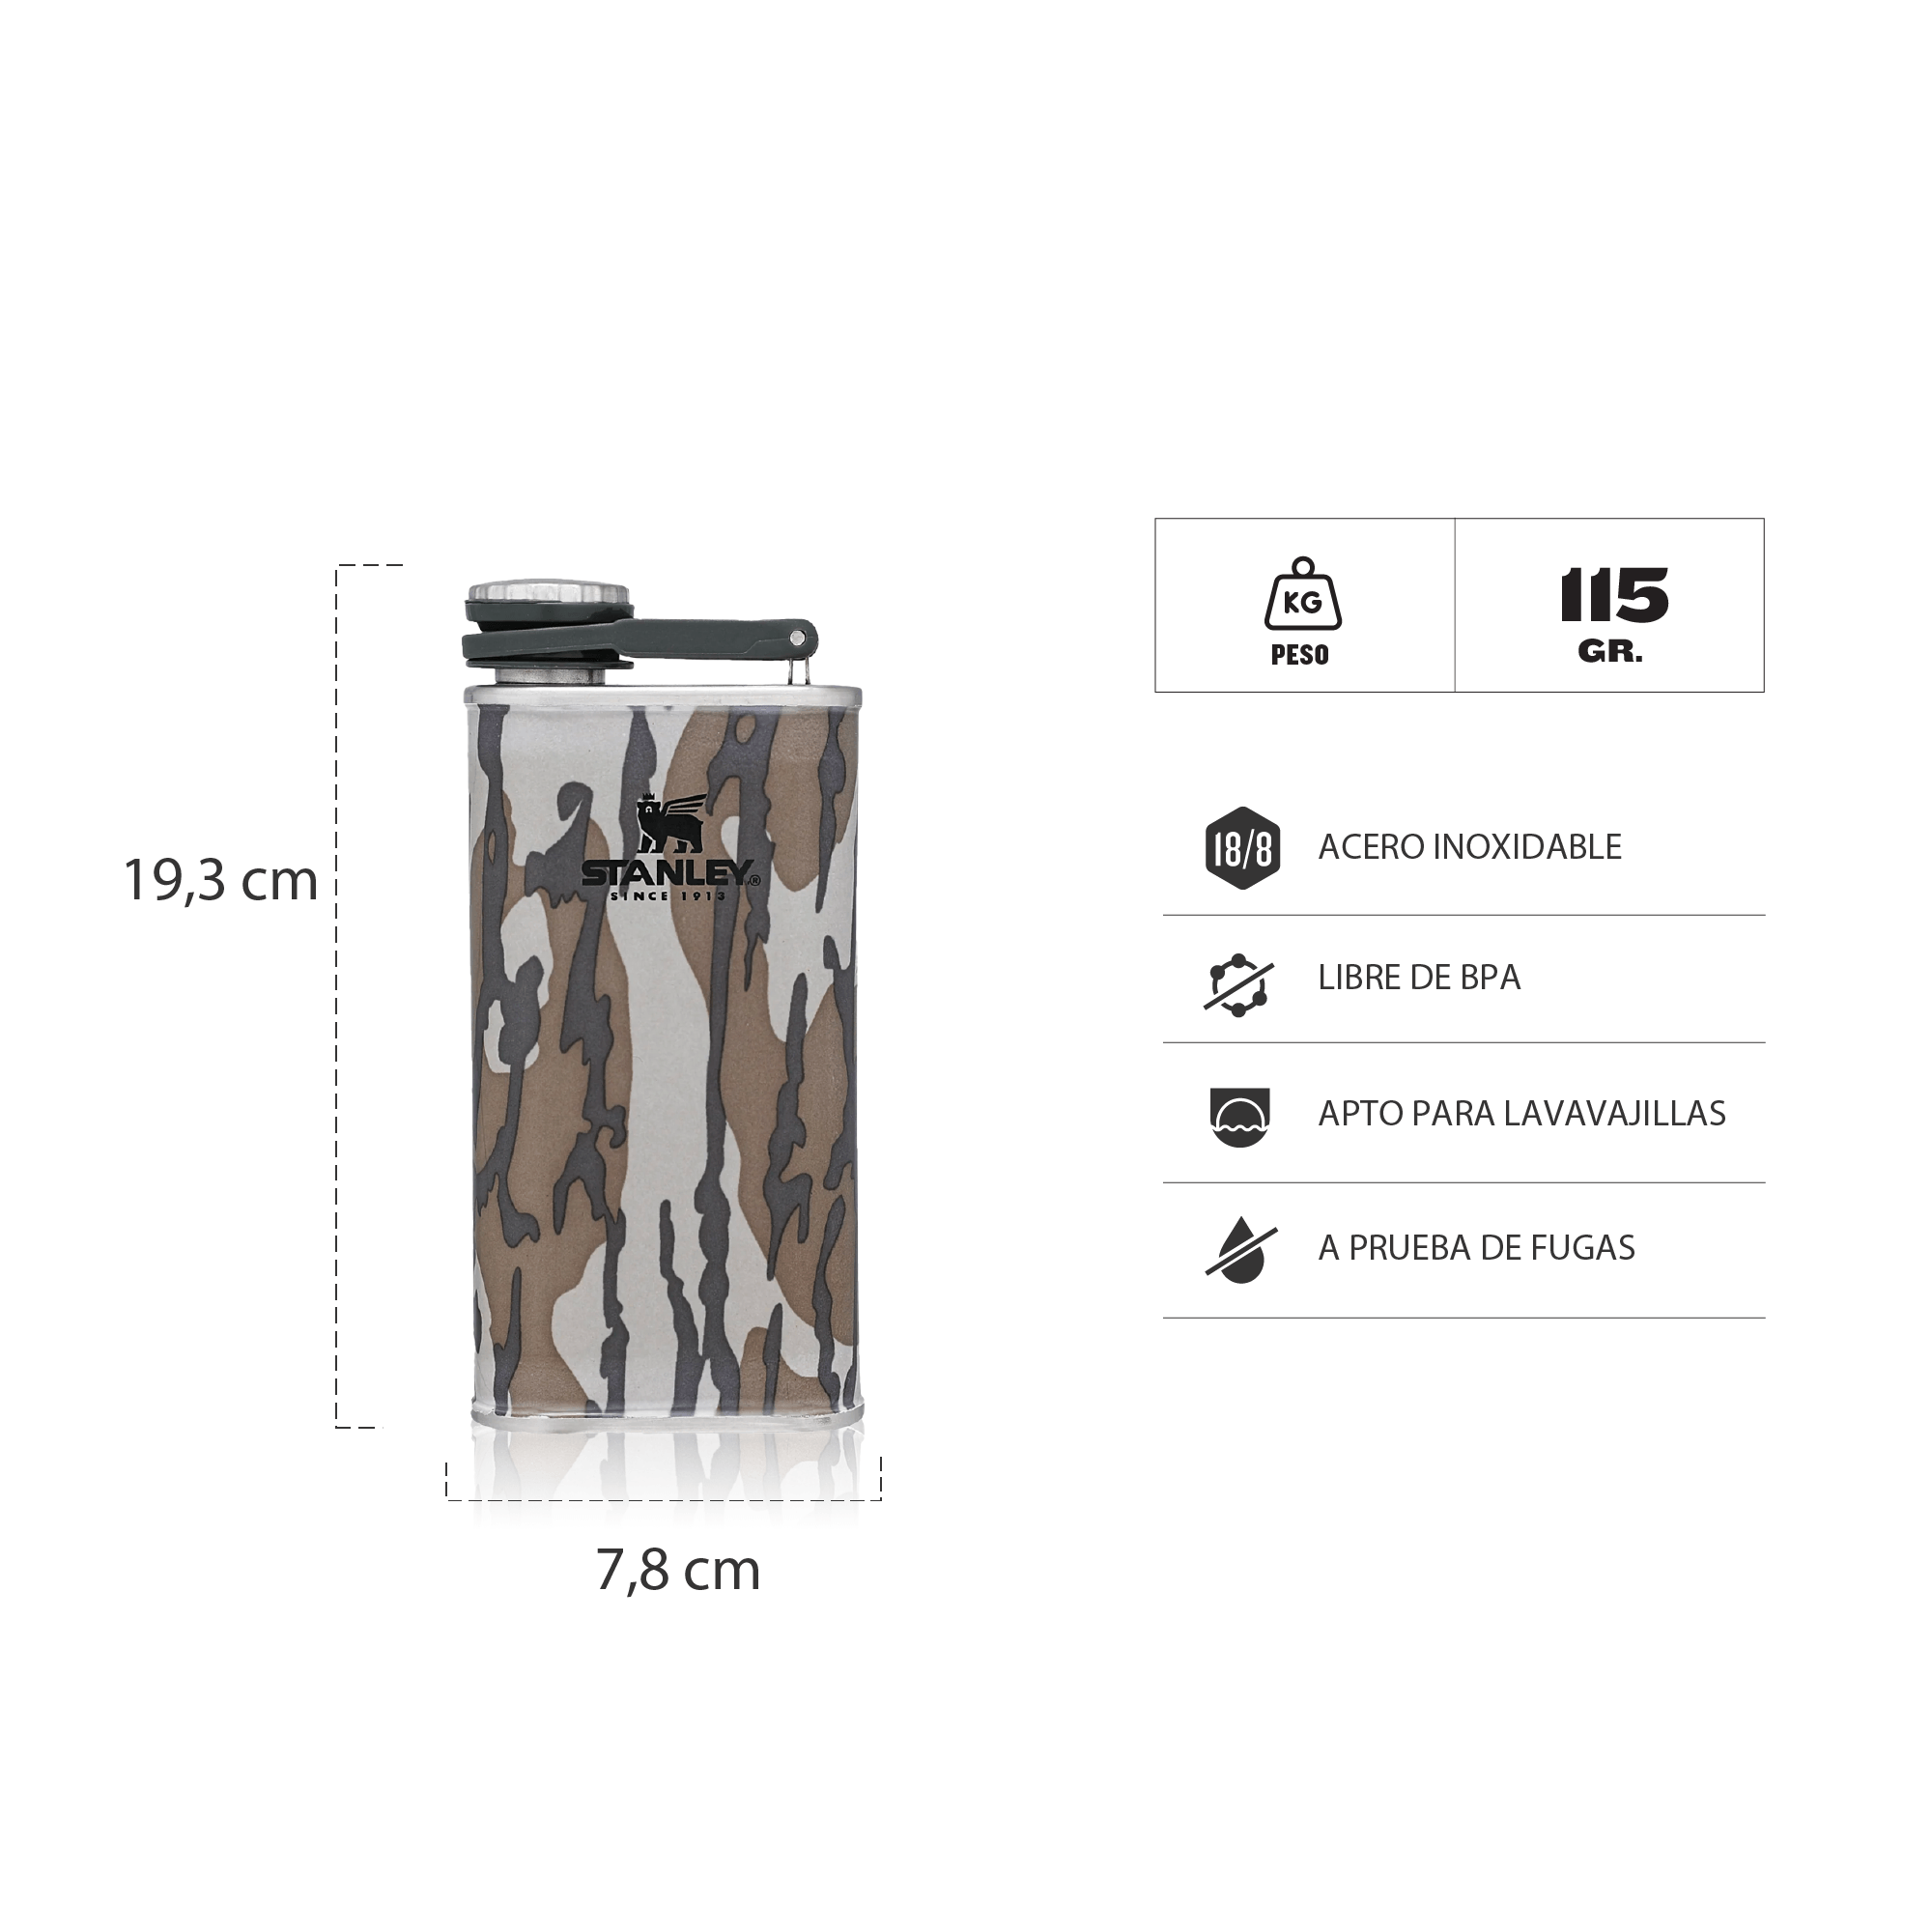 KG
PESO
115
GR.
STANLEY®
SINCE 1913
19,3 cm
18/8 ACERO INOXIDABLE
LIBRE DE BPA
APTO PARA LAVAVAJILLAS
A PRUEBA DE FUGAS
7,8 cm